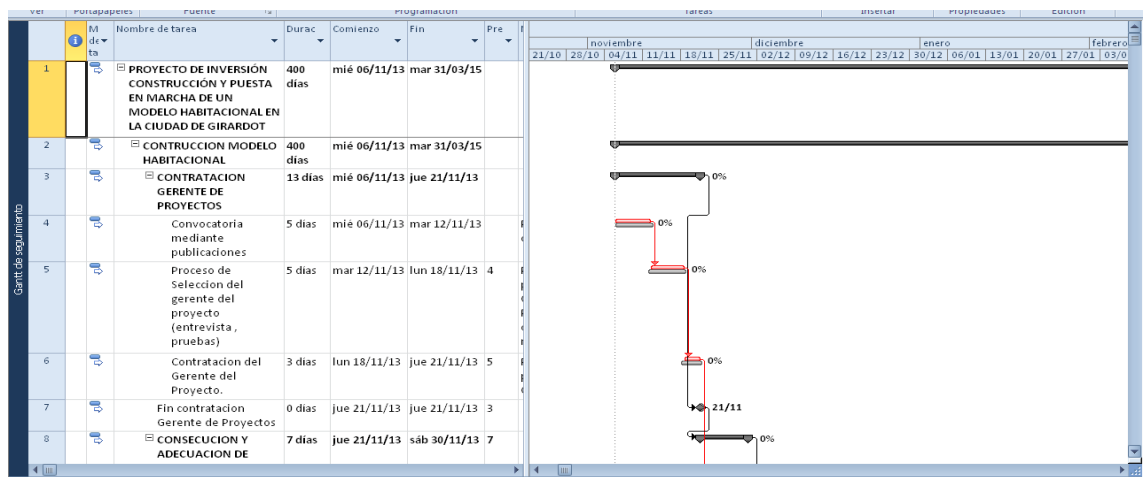 Ver Portapapeles Fuente Programación Tareas Insertar Propiedades Edición
M
de
ta
Nombre de tarea Durac Comienzo Fin Pre
noviembre diciembre enero febrero
21/10 28/10 04/11 11/11 18/11 25/11 02/12 09/12 16/12 23/12 30/12 06/01 13/01 20/01 27/01 03/0
Gantt de seguimiento
1 PROYECTO DE INVERSIÓN 400 mié 06/11/13 mar 31/03/15
CONSTRUCCIÓN Y PUESTA días
EN MARCHA DE UN
MODELO HABITACIONAL EN
LA CIUDAD DE GIRARDOT
2 CONTRUCCION MODELO 400 mié 06/11/13 mar 31/03/15
HABITACIONAL días
3 CONTRATACION 13 días mié 06/11/13 jue 21/11/13 0%
GERENTE DE
PROYECTOS
4 Convocatoria 5 días mié 06/11/13 mar 12/11/13 0%
mediante
publicaciones
5 Proceso de 5 días mar 12/11/13 lun 18/11/13 4 0%
Seleccion del
gerente del
proyecto
(entrevista ,
pruebas)
6 Contratacion del 3 días lun 18/11/13 jue 21/11/13 5 0%
Gerente del
Proyecto.
7 Fin contratacion 0 días jue 21/11/13 jue 21/11/13 3 21/11
Gerente de Proyectos
8 CONSECUCION Y 7 días jue 21/11/13 sáb 30/11/13 7 0%
ADECUACION DE